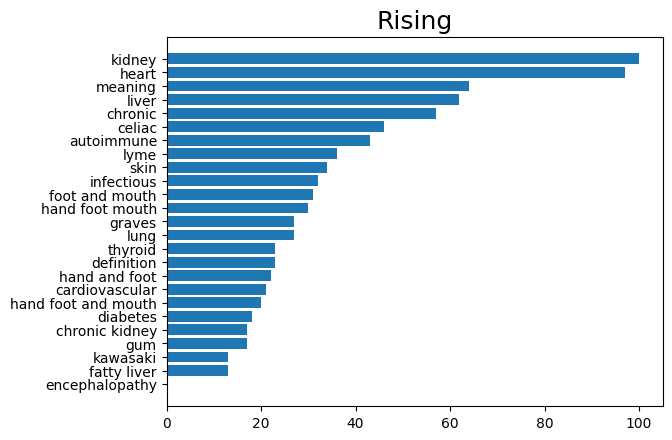 Rising
kidney
heart
meaning
liver
chronic
celiac
autoimmune
lyme
skin
infectious
foot and mouth
hand foot mouth
graves
lung
thyroid
definition
hand and foot
cardiovascular
hand foot and mouth
diabetes
chronic kidney
gum
kawasaki
fatty liver
encephalopathy
0 20 40 60 80 100